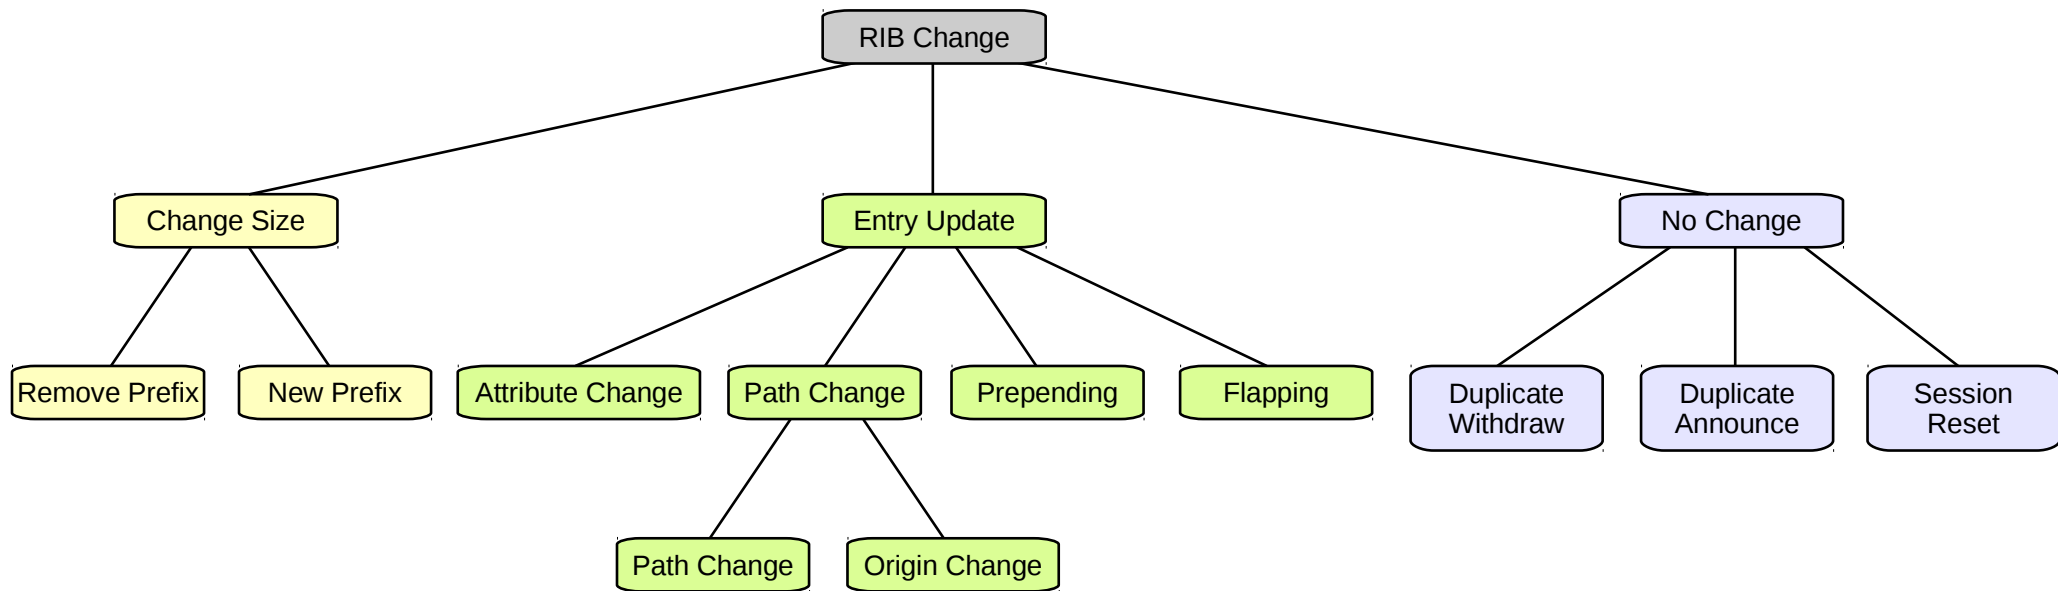 RIB Change
Change Size
Entry Update
No Change
Remove Prefix
New Prefix
Attribute Change
Path Change
Prepending
Flapping
Duplicate
Withdraw
Duplicate
Announce
Session
Reset
Path Change
Origin Change